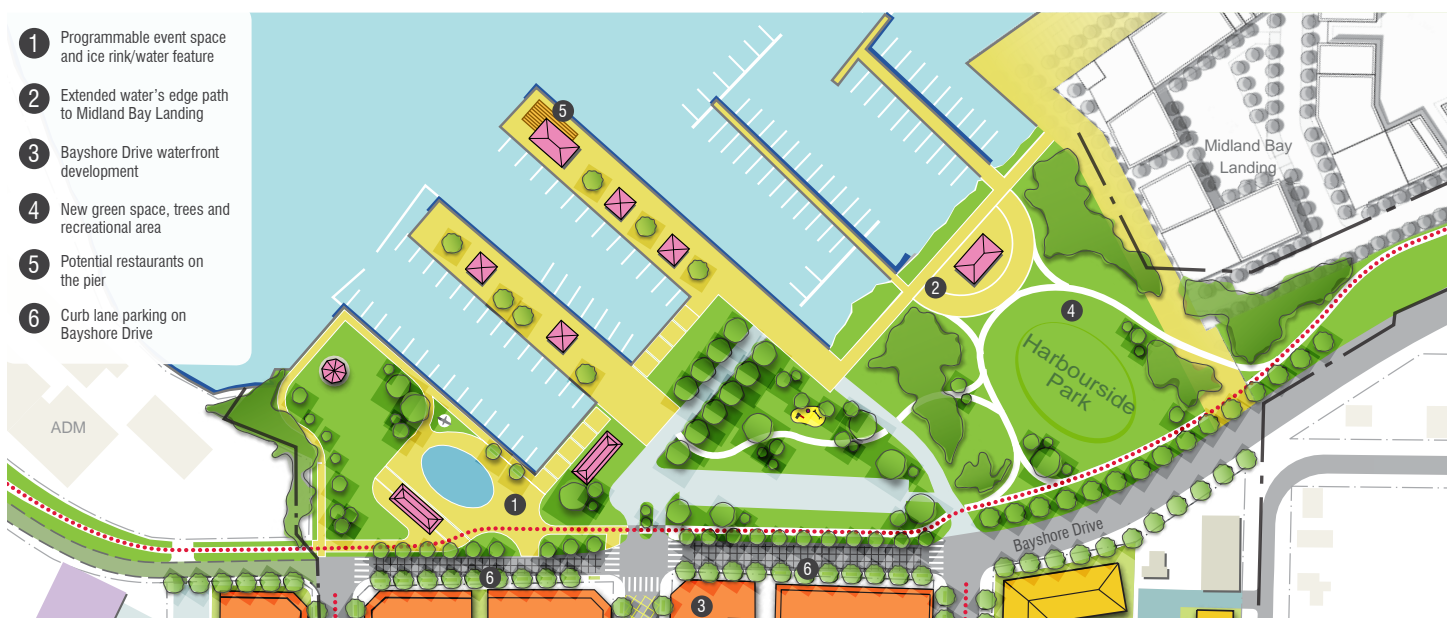 1 Programmable event space
and ice rink/water feature
2 Extended water's edge path
to Midland Bay Landing
3 Bayshore Drive waterfront
development
4 New green space, trees and
recreational area
5 Potential restaurants on
the pier
6 Curb lane parking on
Bayshore Drive
5
Midland Bay
Landing
2
4
Harbourside
Park
ADM
1
Bayshore Drive
6
6
3